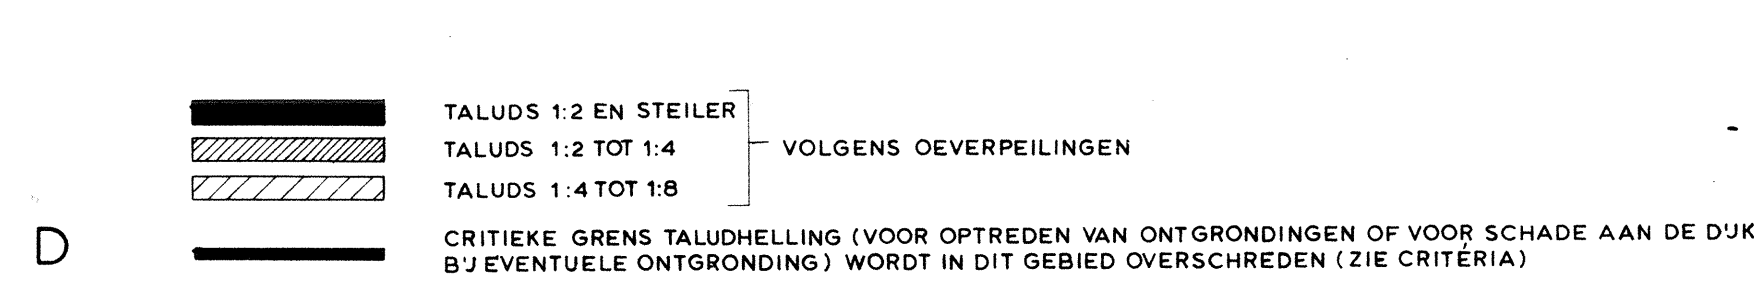 TALUDS 1:2 EN STEILER
TALUDS 1:2 TOT 1:4
VOLGENS OEVERPEILINGEN
TALUDS 1:4 TOT 1:8
D
CRITIEKE GRENS TALUDHELLING (VOOR OPTREDEN VAN ONTGRONDINGEN OF VOOR SCHADE AAN DE DIJK
BIJ EVENTUELE ONTGRONDING) WORDT IN DIT GEBIED OVERSCHREDEN (ZIE CRITÉRIA)